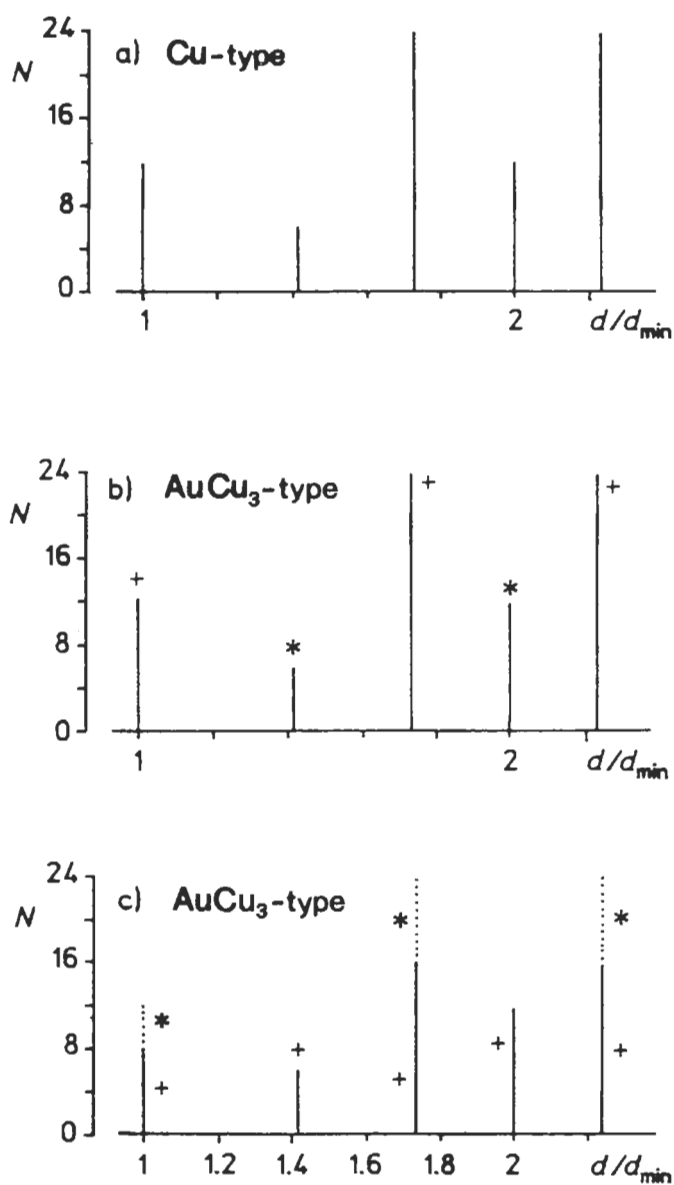 24
N
a) Cu-type
16
8
0
1 2 d/dmin
24
N
b) AuCu3-type
+ +
16
+ *
8 *
0
1 2 d/dmin
24
N
c) AuCu3-type
* *
16
*
8 + + +
+ +
0
1 1.2 1.4 1.6 1.8 2 d/dmin